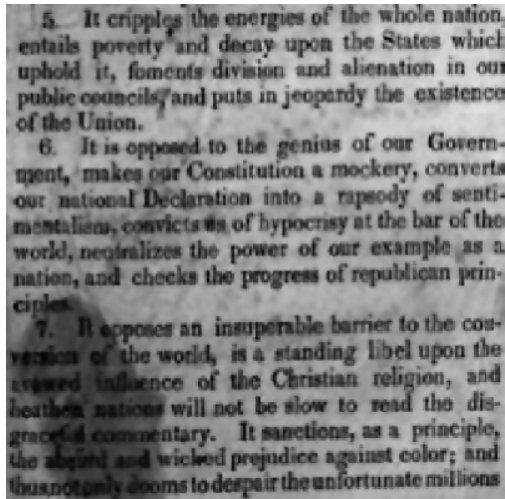 5. It cripples the energies of the whole nation,
entails poverty and decay upon the States which
uphold it, foments division and alienation in our
public councils, and puts in jeopardy the existence
of the Union.
6. It is opposed to the genius of our Govern-
ment, makes our Constitution a mockery, converts
our national Declaration into a rapsody of senti-
mentalism, convicts us of hypocrisy at the bar of the
world, neutralizes the power of our example as a
nation, and checks the progress of republican prin-
ciples.
7. It opposes an insuperable barrier to the con-
version of the world, is a standing libel upon the
avowed influence of the Christian religion, and
heathen nations will not be slow to read the dis-
graceful commentary. It sanctions, as a principle,
the absurd and wicked prejudice against color; and
thus not only dooms to despair the unfortunate millions